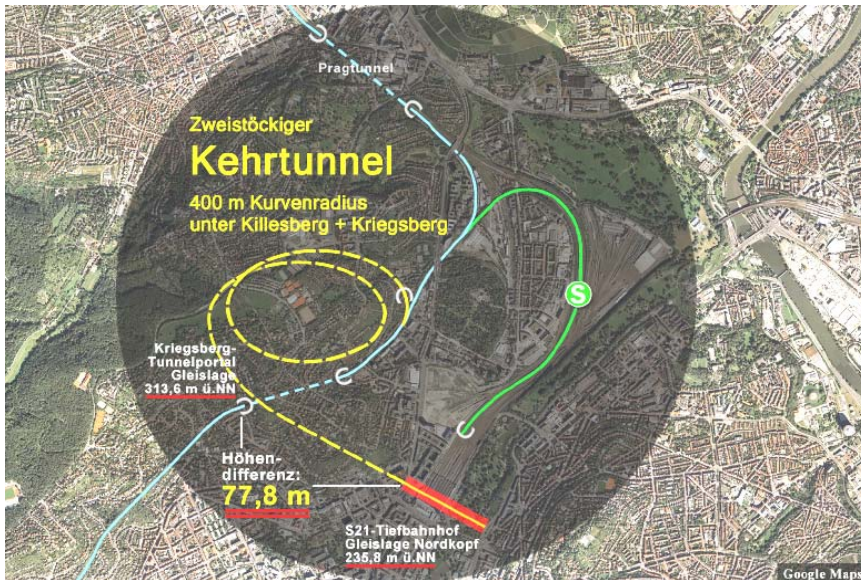 Pragtunnel
Zweistöckiger
Kehrtunnel
400 m Kurvenradius
unter Killesberg + Kriegsberg
S
Kriegsberg-
Tunnelportal
Gleislage
313,6 m ü.NN
Höhen-
differenz:
77,8 m
S21-Tiefbahnhof
Gleislage Nordkopf
235,8 m ü.NN
Google Maps